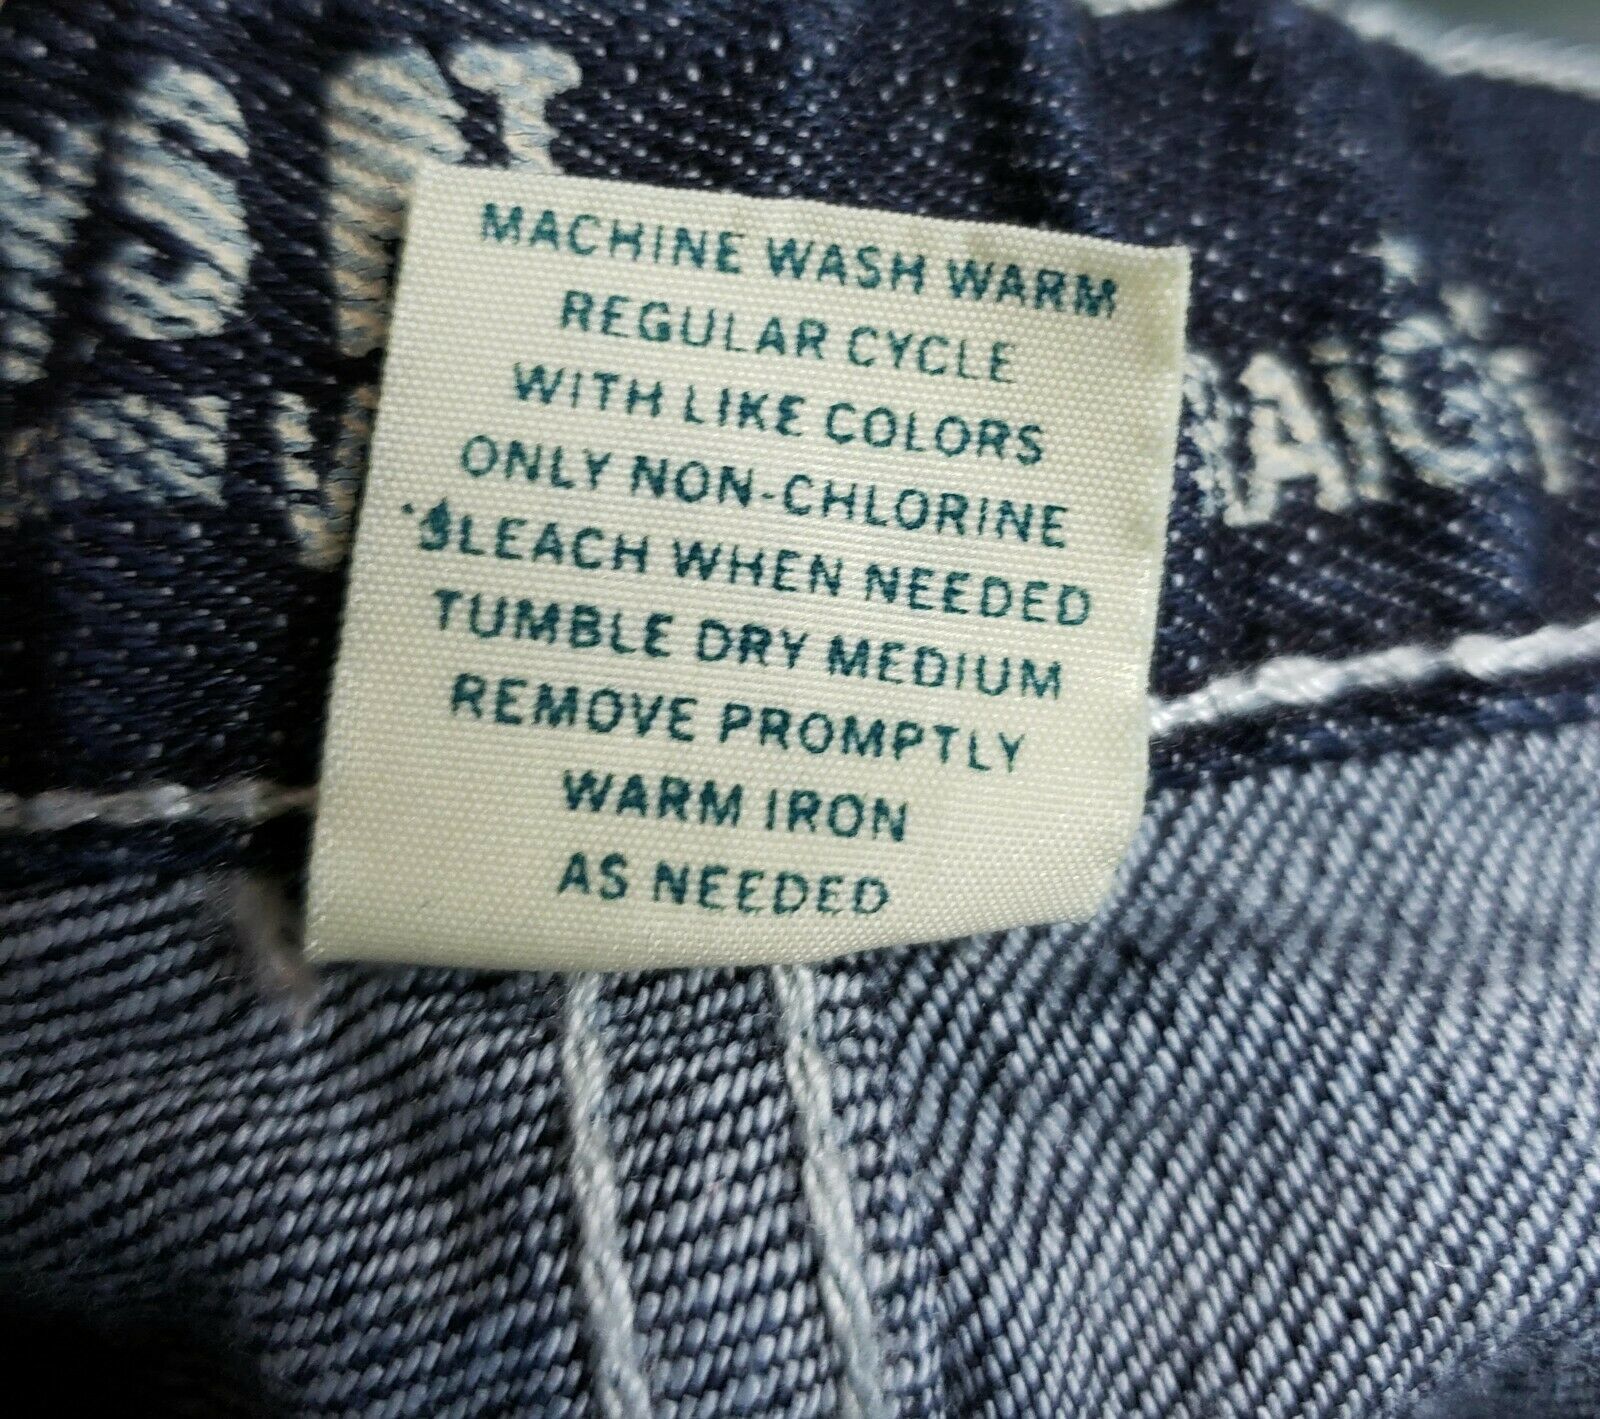 MACHINE WASH WARM
REGULAR CYCLE
WITH LIKE COLORS
ONLY NON-CHLORINE
BLEACH WHEN NEEDED
TUMBLE DRY MEDIUM
REMOVE PROMPTLY
WARM IRON
AS NEEDED